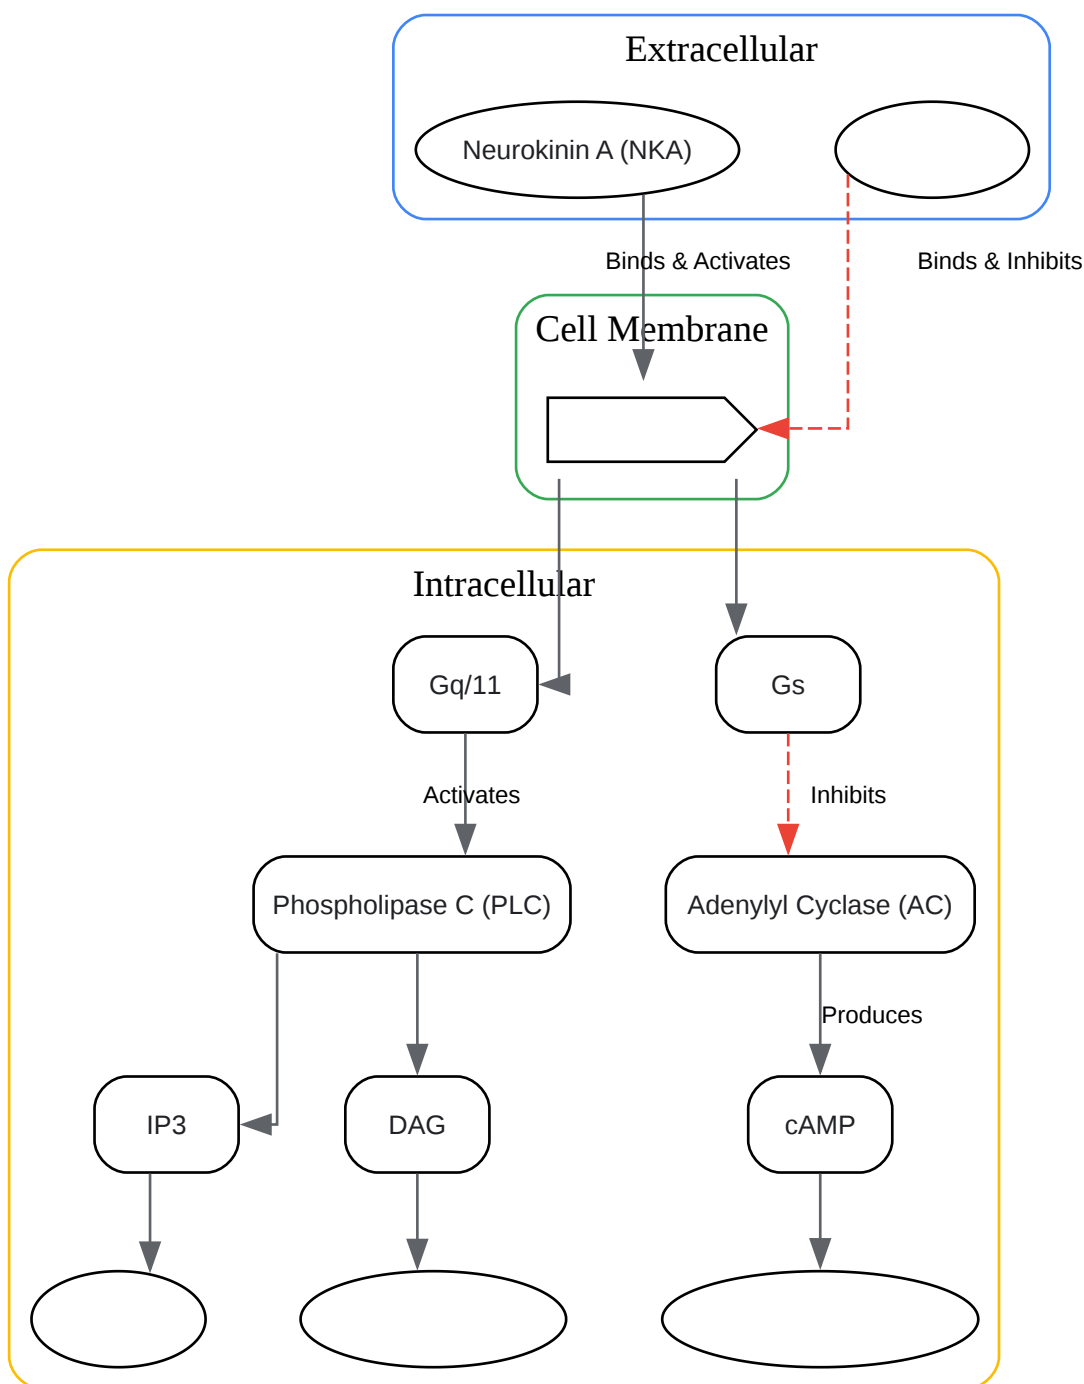 Extracellular
Neurokinin A (NKA)
Binds & Activates
Binds & Inhibits
Cell Membrane
Intracellular
Gq/11
Gs
Activates
Inhibits
Phospholipase C (PLC)
Adenylyl Cyclase (AC)
Produces
IP3
DAG
cAMP